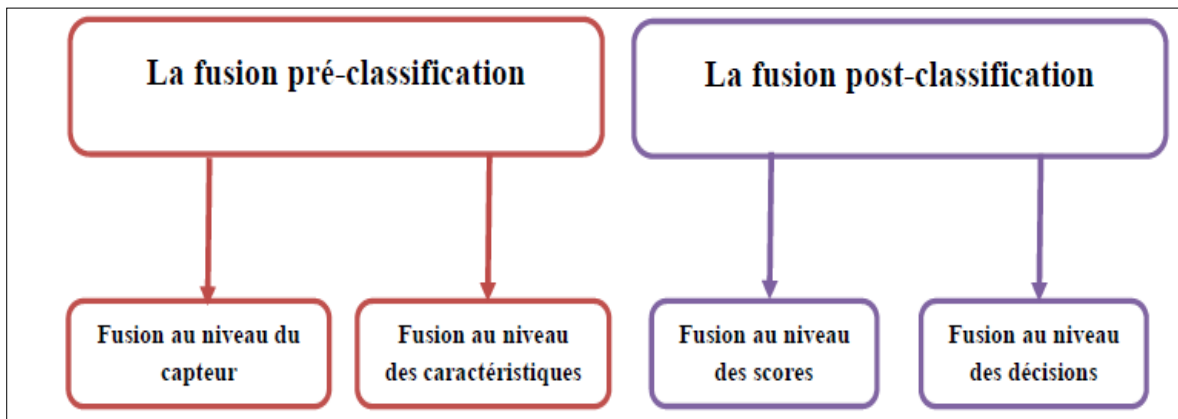 La fusion pré-classification
La fusion post-classification
Fusion au niveau du
capteur
Fusion au niveau
des caractéristiques
Fusion au niveau
des scores
Fusion au niveau
des décisions